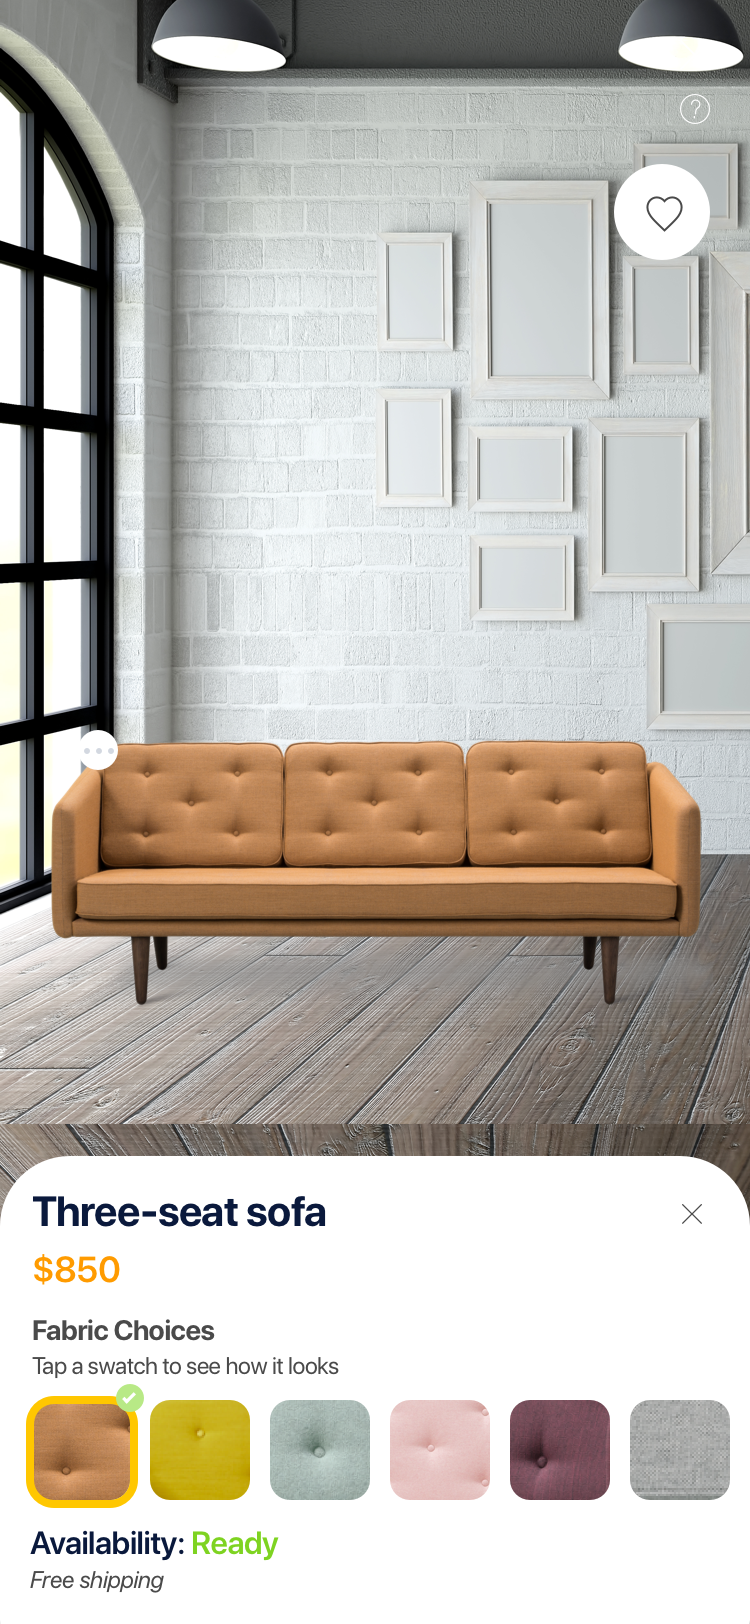 ?
Three-seat sofa
$850
Fabric Choices
Tap a swatch to see how it looks
Availability: Ready
Free shipping